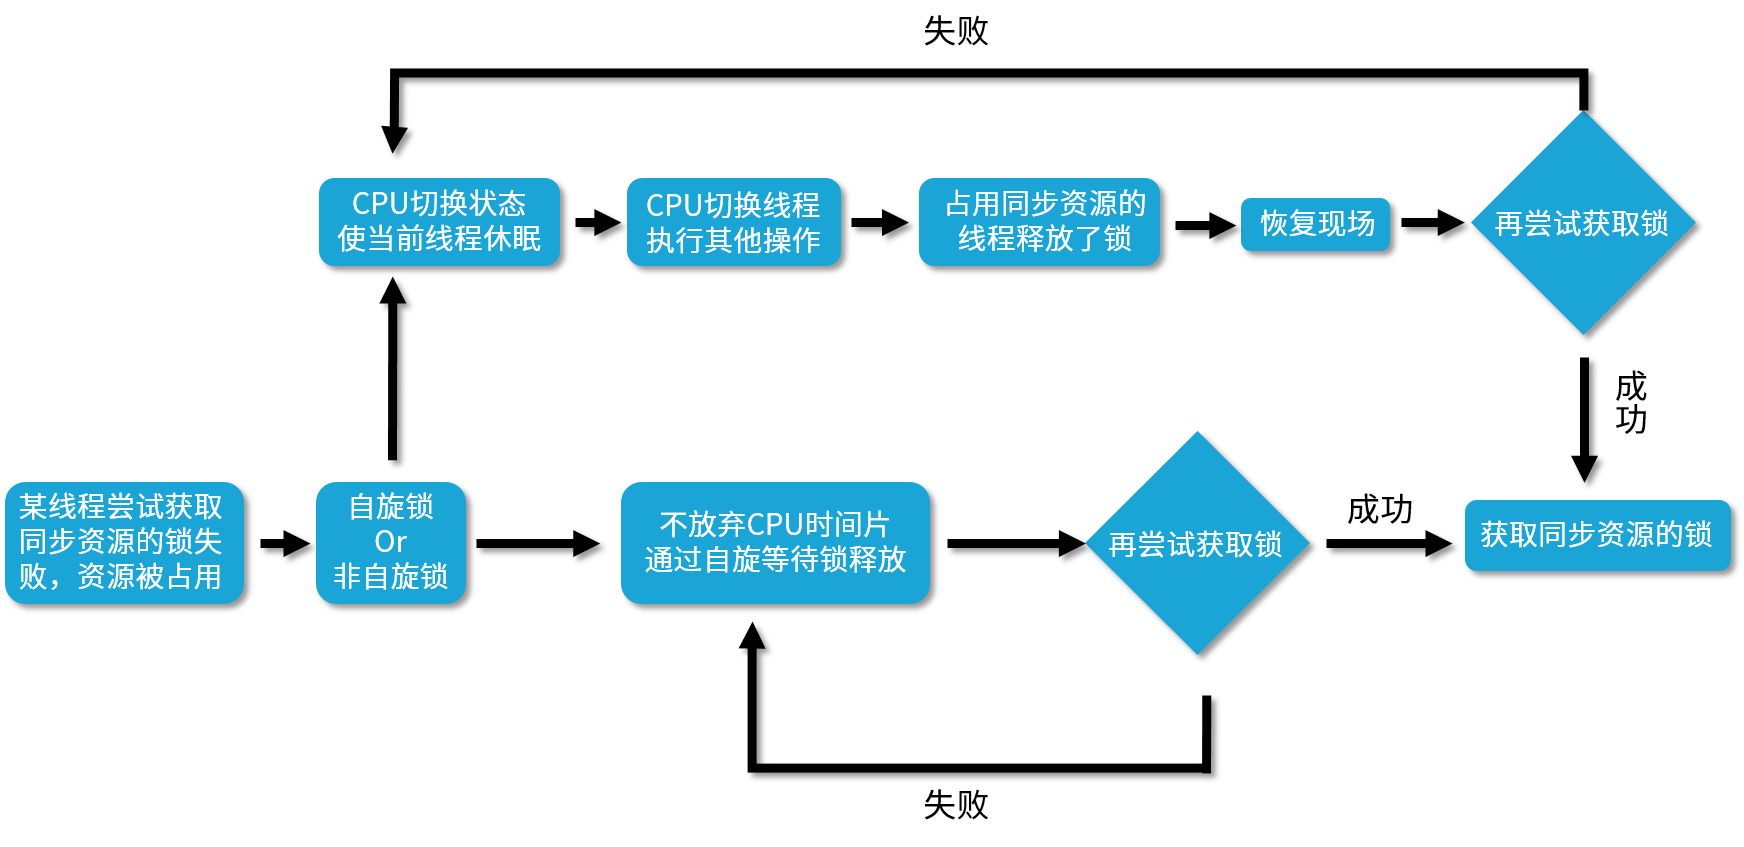 失败
CPU切换状态
使当前线程休眠
CPU切换线程
执行其他操作
占用同步资源的
线程释放了锁
恢复现场
再尝试获取锁
成
功
某线程尝试获取
同步资源的锁失
败，资源被占用
自旋锁
Or
非自旋锁
不放弃CPU时间片
通过自旋等待锁释放
再尝试获取锁
成功
获取同步资源的锁
失败